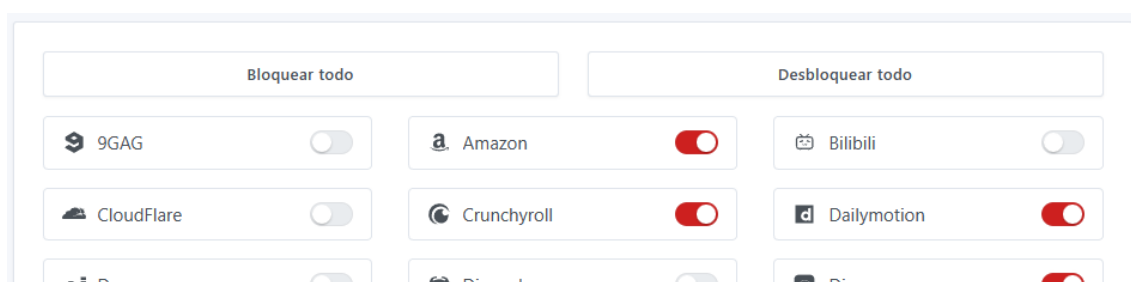 Bloquear todo
Desbloquear todo
9GAG
Amazon
Bilibili
CloudFlare
Crunchyroll
Dailymotion